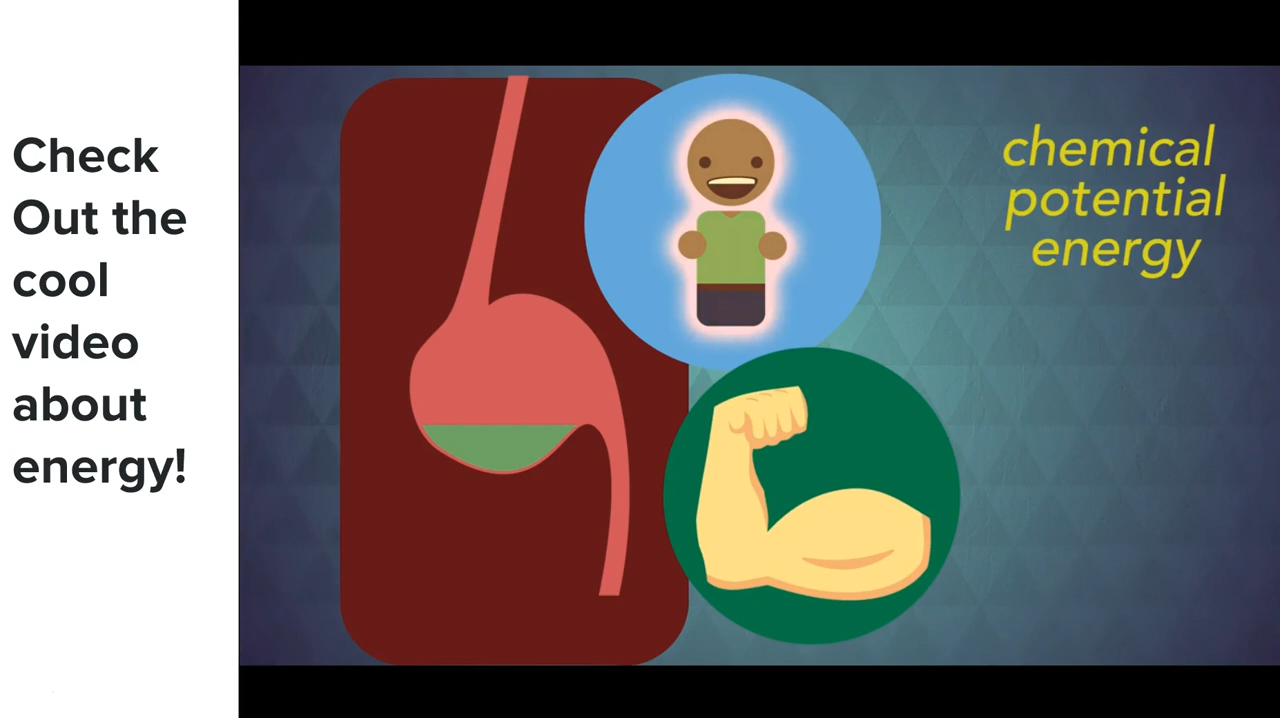 Check
Out the
cool
video
about
energy!
chemical
potential
energy